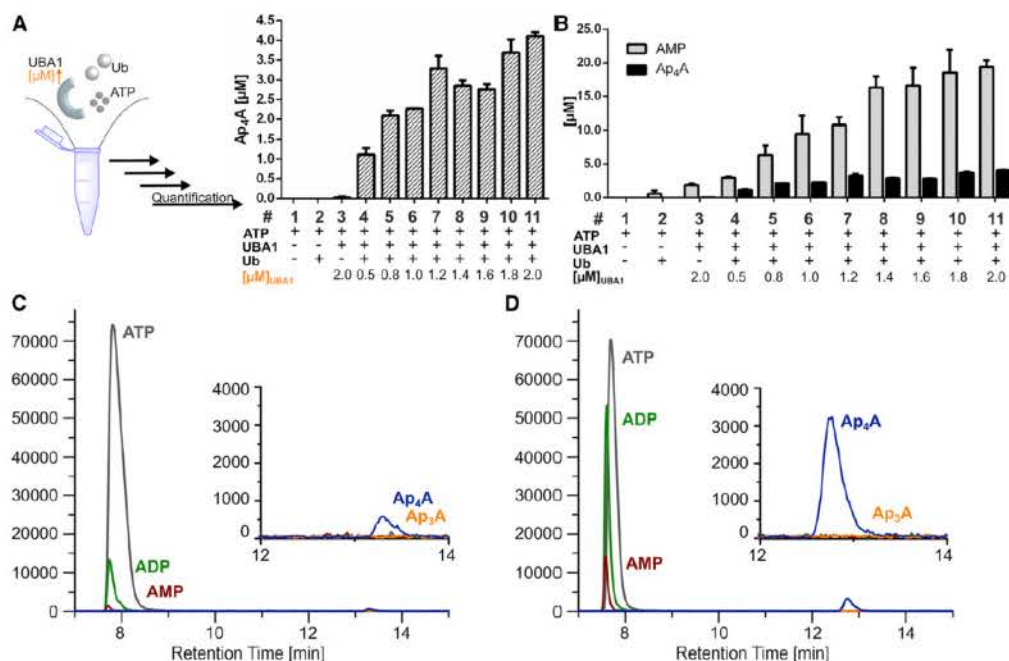 A
UBA1
[µM]
Ub
ATP
Quantification
Ap4A [µM]
4.5
4.0
3.5
3.0
2.5
2.0
1.5
1.0
0.5
0.0
# 1 2 3 4 5 6 7 8 9 10 11
ATP + + + + + + + + + + +
UBA1 - - + + + + + + + + +
Ub - + - + + + + + + + +
[µM]UBA1 2.0 0.5 0.8 1.0 1.2 1.4 1.6 1.8 2.0
B
AMP
Ap4A
[µM]
25.0
20.0
15.0
10.0
5.0
0.0
# 1 2 3 4 5 6 7 8 9 10 11
ATP + + + + + + + + + + +
UBA1 - - + + + + + + + + +
Ub - + - + + + + + + + +
[µM]UBA1 2.0 0.5 0.8 1.0 1.2 1.4 1.6 1.8 2.0
C
70000
60000
50000
40000
30000
20000
10000
0
ATP
ADP
AMP
4000
3000
2000
1000
0
Ap4A
Ap3A
12 14
8 10 12 14
Retention Time [min]
D
70000
60000
50000
40000
30000
20000
10000
0
ATP
ADP
AMP
4000
3000
2000
1000
0
Ap4A
Ap3A
12 13 14
8 10 12 14
Retention Time [min]